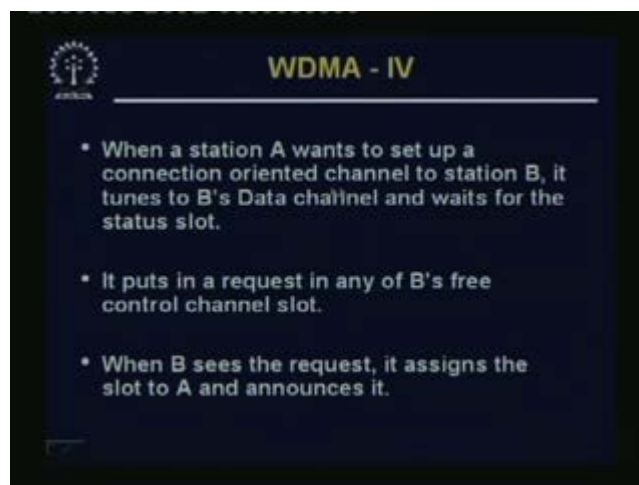 WDMA - IV
• When a station A wants to set up a
connection oriented channel to station B, it
tunes to B's Data channel and waits for the
status slot.
• It puts in a request in any of B's free
control channel slot.
• When B sees the request, it assigns the
slot to A and announces it.